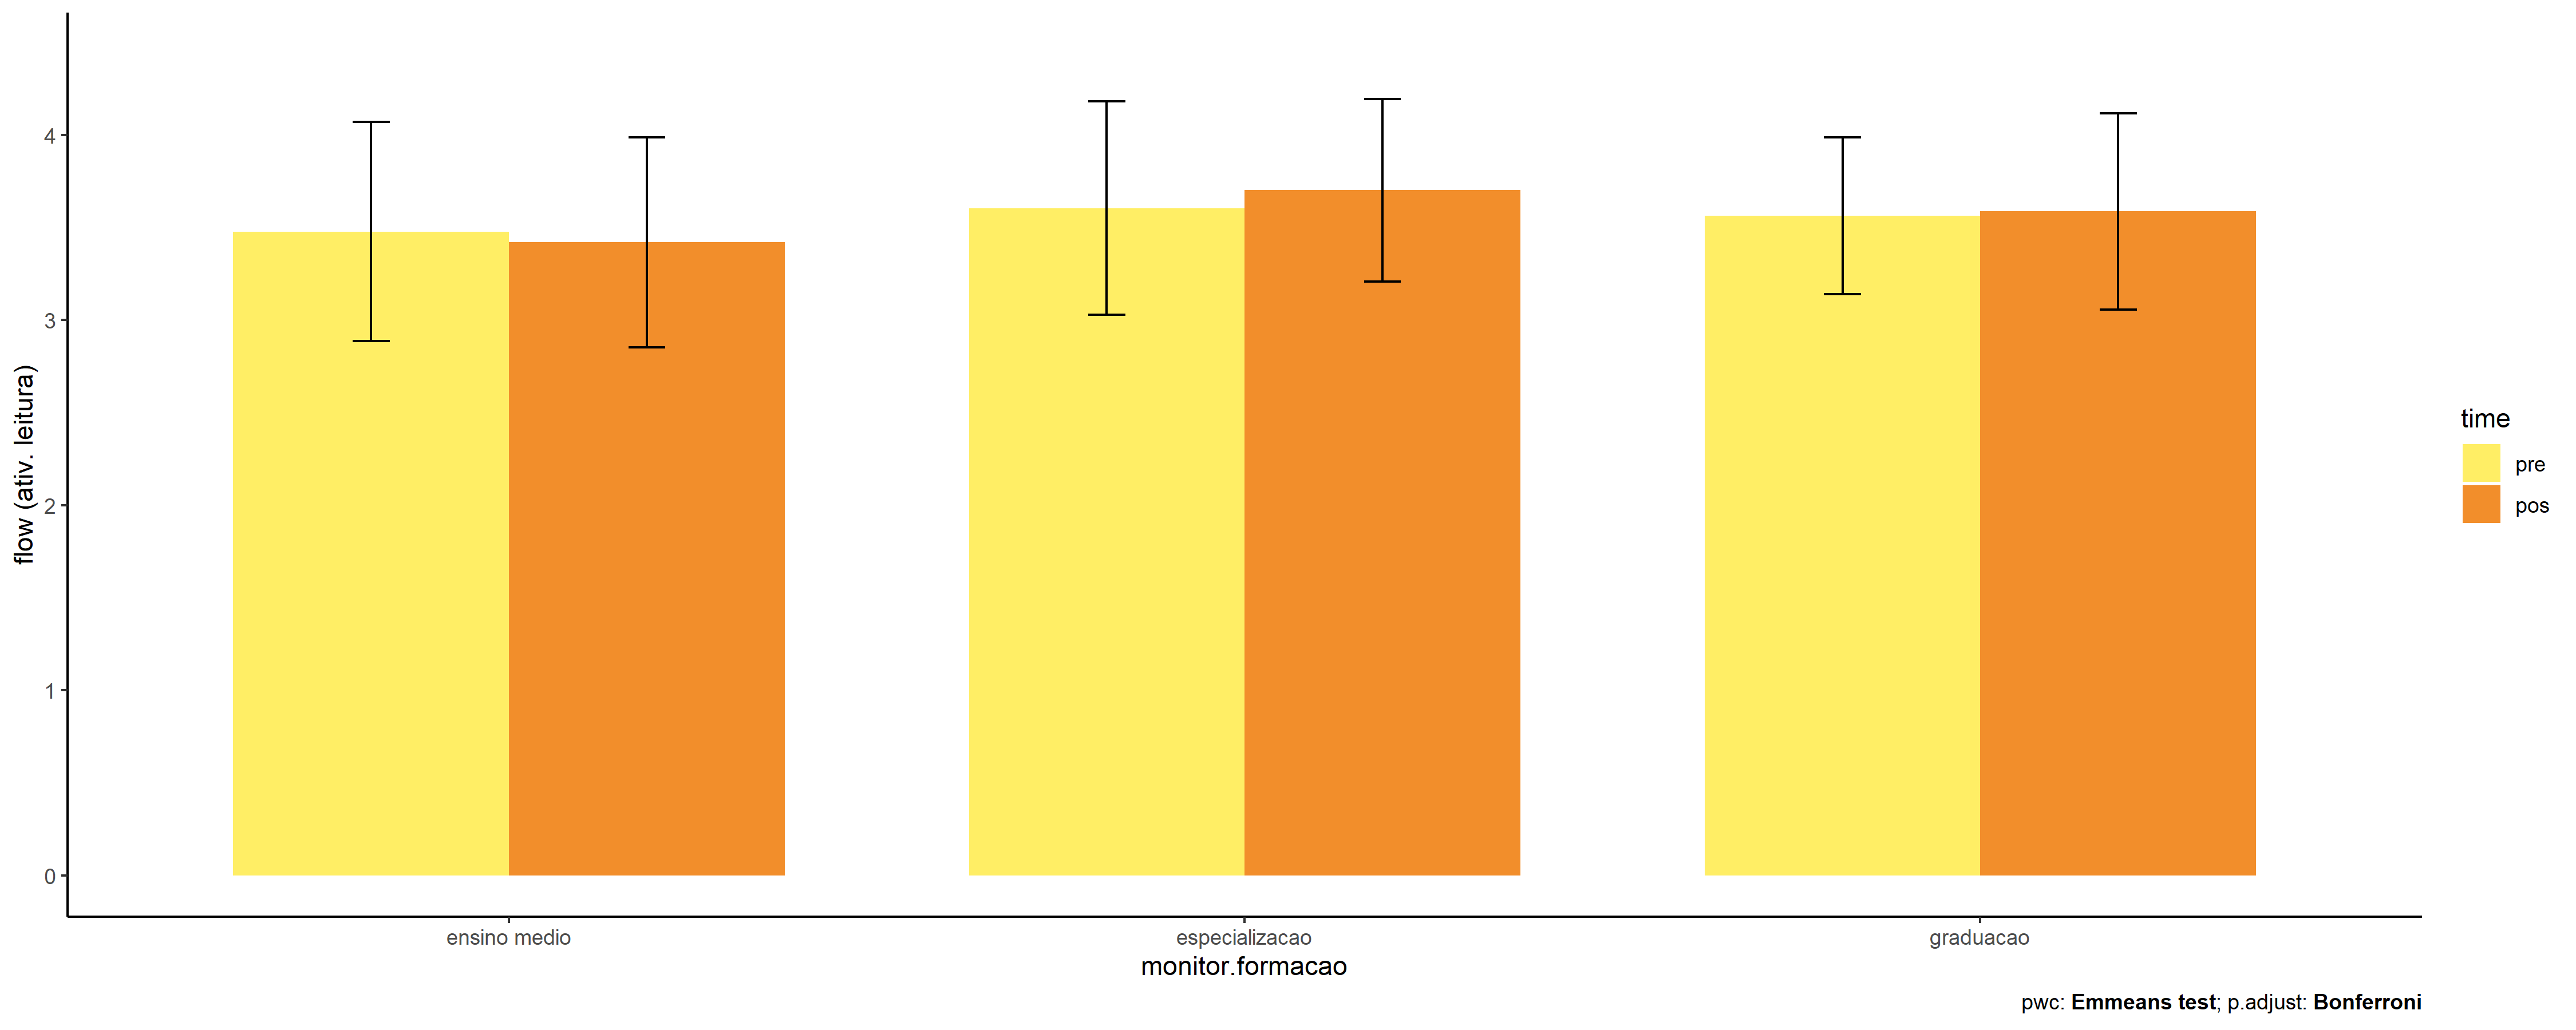 flow (ativ. leitura)
4
3
2
1
0
ensino medio
especializacao
graduacao
monitor.formacao
time
pre
pos
pwc: Emmeans test; p.adjust: Bonferroni